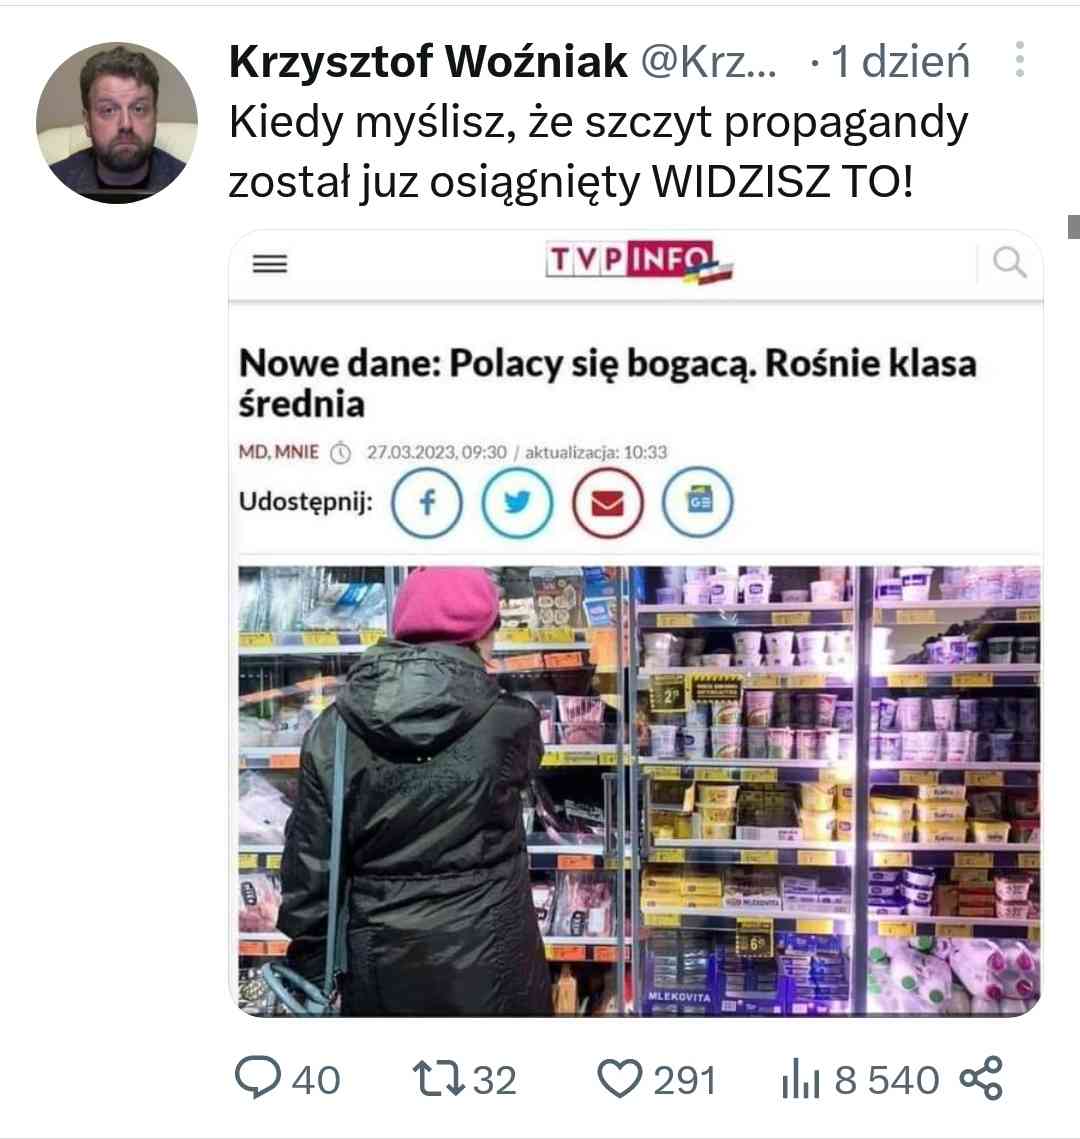 Krzysztof Woźniak @Krz... · 1 dzień
Kiedy myślisz, że szczyt propagandy
został juz osiągnięty WIDZISZ TO!
TVP INFO
Nowe dane: Polacy się bogacą. Rośnie klasa
średnia
MD, MNIE 27.03.2023, 09:30 / aktualizacja: 10:33
Udostępnij:
GE
MLEKOVITA
MLEKOVITA
40 32 291 8 540